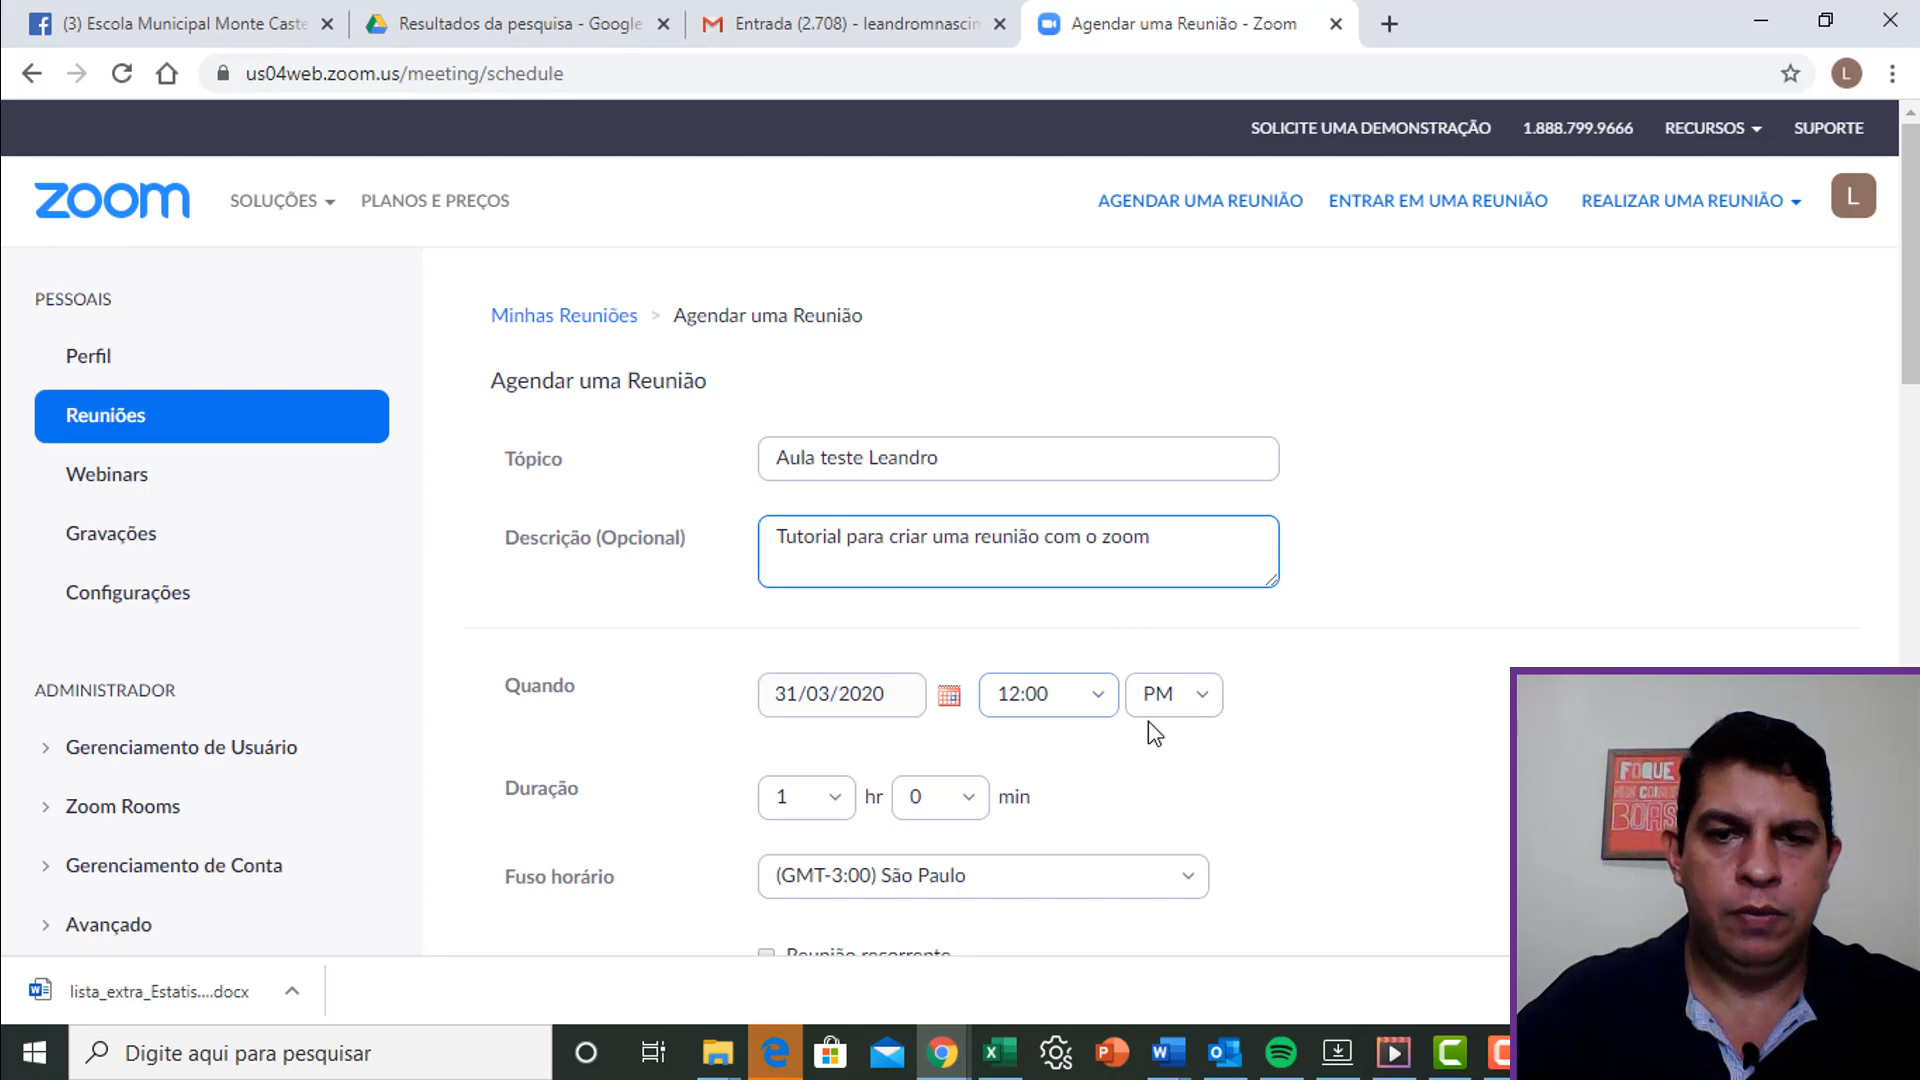 (3) Escola Municipal Monte Caste
Resultados da pesquisa - Google
Entrada (2.708) - leandromnascin
Agendar uma Reunião - Zoom
us04web.zoom.us/meeting/schedule
L
SOLICITE UMA DEMONSTRAÇÃO
1.888.799.9666
RECURSOS
SUPORTE
zoom
SOLUÇÕES
PLANOS E PREÇOS
AGENDAR UMA REUNIÃO
ENTRAR EM UMA REUNIÃO
REALIZAR UMA REUNIÃO
L
PESSOAIS
Perfil
Reuniões
Webinars
Gravações
Configurações
ADMINISTRADOR
Gerenciamento de Usuário
Zoom Rooms
Gerenciamento de Conta
Avançado
Minhas Reuniões > Agendar uma Reunião
Agendar uma Reunião
Tópico
Aula teste Leandro
Descrição (Opcional)
Tutorial para criar uma reunião com o zoom
Quando
31/03/2020
12:00
PM
Duração
1 hr 0 min
Fuso horário
(GMT-3:00) São Paulo
Reunião recorrente
FOQUE
BOAS
lista_extra_Estatis....docx
Digite aqui para pesquisar